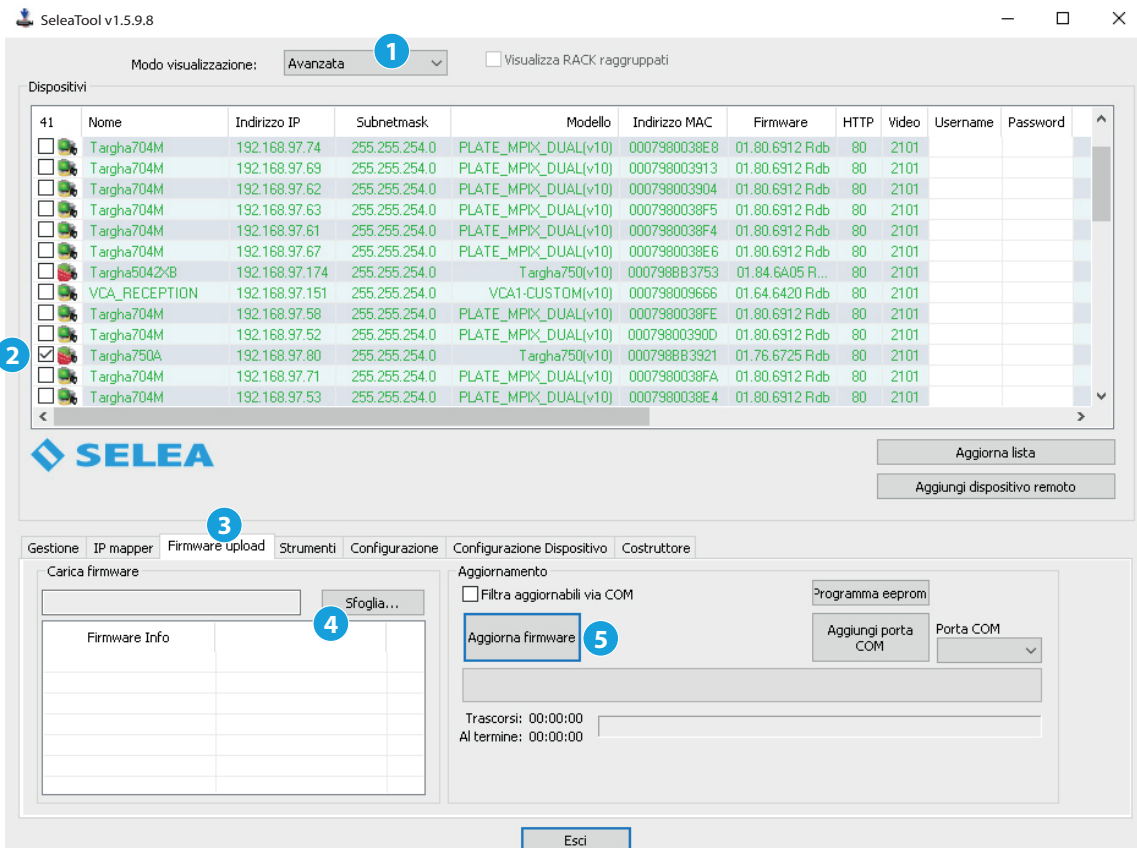 SeleaTool v1.5.9.8
Modo visualizzazione: Avanzata 1 Visualizza RACK raggruppati
Dispositivi
41 Nome Indirizzo IP Subnetmask Modello Indirizzo MAC Firmware HTTP Video Username Password
Targha704M 192.168.97.74 255.255.254.0 PLATE_MPIX_DUAL(v10) 0007980038E8 01.80.6912 Rdb 80 2101
Targha704M 192.168.97.69 255.255.254.0 PLATE_MPIX_DUAL(v10) 000798003913 01.80.6912 Rdb 80 2101
Targha704M 192.168.97.62 255.255.254.0 PLATE_MPIX_DUAL(v10) 000798003904 01.80.6912 Rdb 80 2101
Targha704M 192.168.97.63 255.255.254.0 PLATE_MPIX_DUAL(v10) 0007980038F5 01.80.6912 Rdb 80 2101
Targha704M 192.168.97.61 255.255.254.0 PLATE_MPIX_DUAL(v10) 0007980038F4 01.80.6912 Rdb 80 2101
Targha704M 192.168.97.67 255.255.254.0 PLATE_MPIX_DUAL(v10) 0007980038E6 01.80.6912 Rdb 80 2101
Targha5042XB 192.168.97.174 255.255.254.0 Targha750(v10) 000798BB3753 01.84.6A05 R... 80 2101
VCA_RECEPTION 192.168.97.151 255.255.254.0 VCA1-CUSTOM(v10) 000798009666 01.64.6420 Rdb 80 2101
Targha704M 192.168.97.58 255.255.254.0 PLATE_MPIX_DUAL(v10) 0007980038FE 01.80.6912 Rdb 80 2101
Targha704M 192.168.97.52 255.255.254.0 PLATE_MPIX_DUAL(v10) 00079800390D 01.80.6912 Rdb 80 2101
2 Targha750A 192.168.97.80 255.255.254.0 Targha750(v10) 000798BB3921 01.76.6725 Rdb 80 2101
Targha704M 192.168.97.71 255.255.254.0 PLATE_MPIX_DUAL(v10) 0007980038FA 01.80.6912 Rdb 80 2101
Targha704M 192.168.97.53 255.255.254.0 PLATE_MPIX_DUAL(v10) 0007980038E4 01.80.6912 Rdb 80 2101
SELEA
Aggiorna lista
Aggiungi dispositivo remoto
3
Gestione IP mapper Firmware upload Strumenti Configurazione Configurazione Dispositivo Costruttore
Carica firmware
Sfoglia...
4
Firmware Info
Aggiornamento
Filtra aggiornabili via COM
Programma eeprom
Aggiorna firmware 5
Aggiungi porta COM
Porta COM
Trascorsi: 00:00:00
Al termine: 00:00:00
Esci